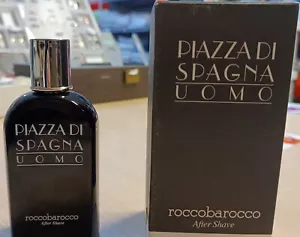 PIAZZA DI
SPAGNA
UOMO
roccobarocco
After Shave
PIAZZA DI
SPAGNA
UOMO
roccobarocco
After Shave